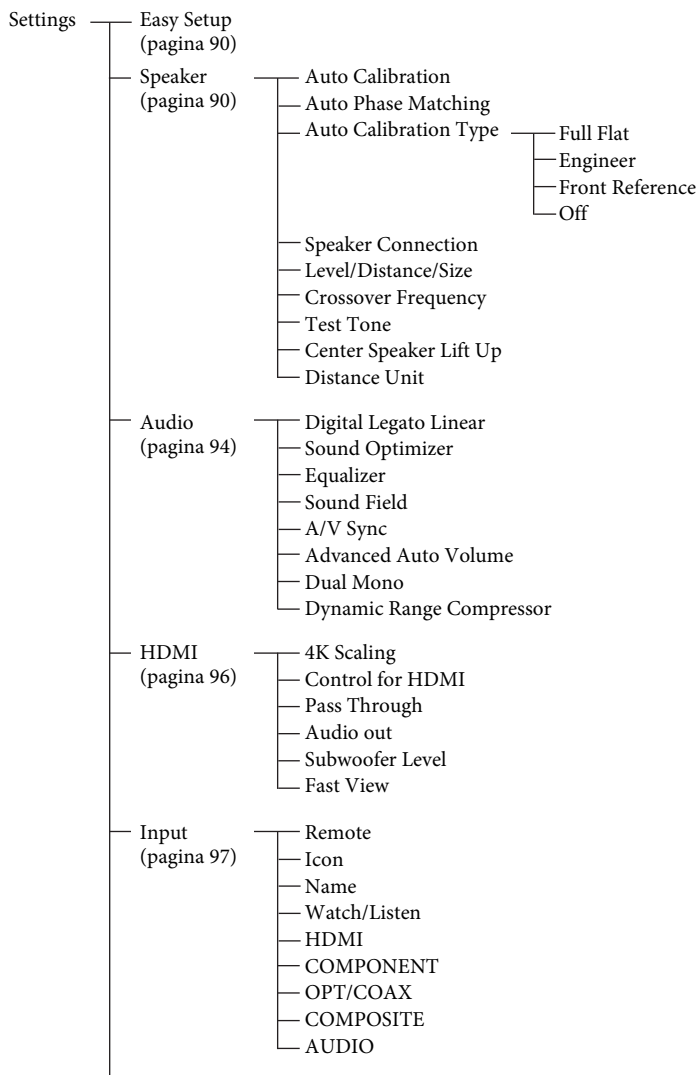 Settings
Easy Setup
(pagina 90)
Speaker
(pagina 90)
Auto Calibration
Auto Phase Matching
Auto Calibration Type
Full Flat
Engineer
Front Reference
Off
Speaker Connection
Level/Distance/Size
Crossover Frequency
Test Tone
Center Speaker Lift Up
Distance Unit
Audio
(pagina 94)
Digital Legato Linear
Sound Optimizer
Equalizer
Sound Field
A/V Sync
Advanced Auto Volume
Dual Mono
Dynamic Range Compressor
HDMI
(pagina 96)
4K Scaling
Control for HDMI
Pass Through
Audio out
Subwoofer Level
Fast View
Input
(pagina 97)
Remote
Icon
Name
Watch/Listen
HDMI
COMPONENT
OPT/COAX
COMPOSITE
AUDIO